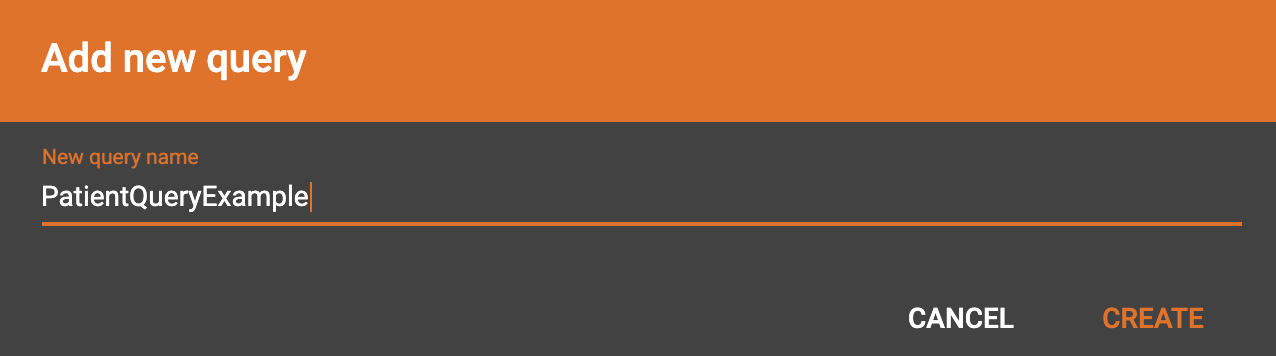 Add new query
New query name
PatientQueryExample
CANCEL CREATE